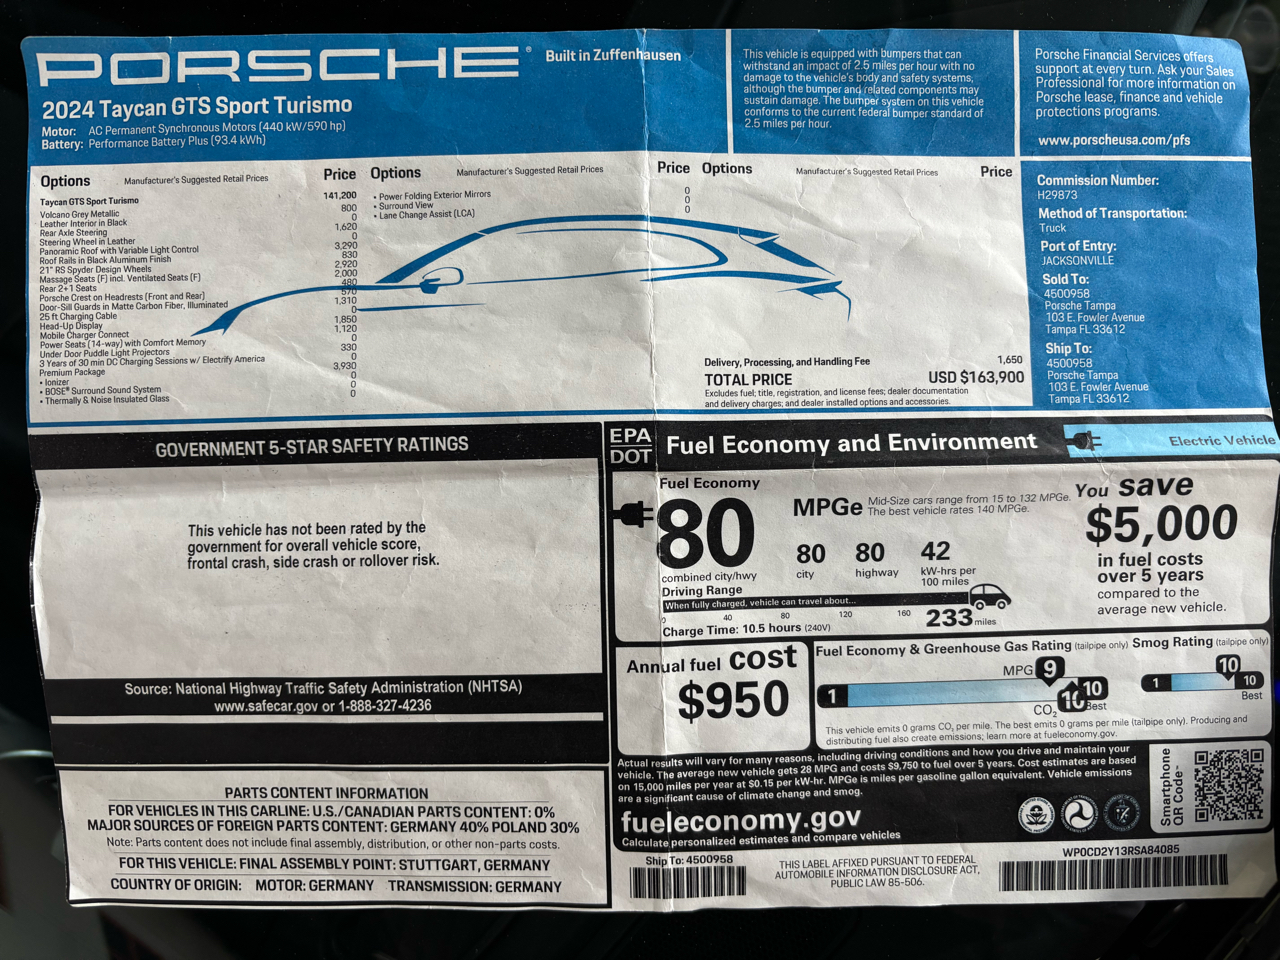 PORSCHE®
Built in Zuffenhausen
2024 Taycan GTS Sport Turismo
Motor: AC Permanent Synchronous Motors (440 kW/590 hp)
Battery: Performance Battery Plus (93.4 kWh)
This vehicle is equipped with bumpers that can
withstand an impact of 2.5 miles per hour with no
damage to the vehicle's body and safety systems,
although the bumper and related components may
sustain damage. The bumper system on this vehicle
conforms to the current federal bumper standard of
2.5 miles per hour.
Porsche Financial Services offers
support at every turn. Ask your Sales
Professional for more information on
Porsche lease, finance and vehicle
protections programs.
www.porscheusa.com/pfs
Options Manufacturer's Suggested Retail Prices Price
Taycan GTS Sport Turismo 141,200
Volcano Grey Metallic 800
Leather Interior in Black 0
Rear Axle Steering 1,620
Steering Wheel in Leather 0
Panoramic Roof with Variable Light Control 3,290
Roof Rails in Black Aluminum Finish 830
21" RS Spyder Design Wheels 2,920
Massage Seats (F) incl. Ventilated Seats (F) 2,000
Rear 2+1 Seats 480
Porsche Crest on Headrests (Front and Rear) 570
Door-Sill Guards in Matte Carbon Fiber, Illuminated 1,310
25 ft Charging Cable 0
Head-Up Display 1,850
Mobile Charger Connect 1,120
Power Seats (14-way) with Comfort Memory 0
Under Door Puddle Light Projectors 330
3 Years of 30 min DC Charging Sessions w/ Electrify America 0
Premium Package 3,930
• Ionizer 0
• BOSE® Surround Sound System 0
• Thermally & Noise Insulated Glass 0
Options Manufacturer's Suggested Retail Prices Price
• Power Folding Exterior Mirrors 0
• Surround View 0
• Lane Change Assist (LCA) 0
Options Manufacturer's Suggested Retail Prices Price
Delivery, Processing, and Handling Fee 1,650
TOTAL PRICE USD $163,900
Excludes fuel; title, registration, and license fees; dealer documentation
and delivery charges; and dealer installed options and accessories.
Commission Number:
H29873
Method of Transportation:
Truck
Port of Entry:
JACKSONVILLE
Sold To:
4500958
Porsche Tampa
103 E. Fowler Avenue
Tampa FL 33612
Ship To:
4500958
Porsche Tampa
103 E. Fowler Avenue
Tampa FL 33612
GOVERNMENT 5-STAR SAFETY RATINGS
This vehicle has not been rated by the
government for overall vehicle score,
frontal crash, side crash or rollover risk.
Source: National Highway Traffic Safety Administration (NHTSA)
www.safecar.gov or 1-888-327-4236
PARTS CONTENT INFORMATION
FOR VEHICLES IN THIS CARLINE: U.S./CANADIAN PARTS CONTENT: 0%
MAJOR SOURCES OF FOREIGN PARTS CONTENT: GERMANY 40% POLAND 30%
Note: Parts content does not include final assembly, distribution, or other non-parts costs.
FOR THIS VEHICLE: FINAL ASSEMBLY POINT: STUTTGART, GERMANY
COUNTRY OF ORIGIN: MOTOR: GERMANY TRANSMISSION: GERMANY
EPA
DOT
Fuel Economy and Environment
Electric Vehicle
Fuel Economy
80
MPGe
Mid-Size cars range from 15 to 132 MPGe.
The best vehicle rates 140 MPGe.
combined city/hwy
80
city
80
highway
42
kW-hrs per
100 miles
You save
$5,000
in fuel costs
over 5 years
compared to the
average new vehicle.
Driving Range
When fully charged, vehicle can travel about...
0 40 80 120 160 233 miles
Charge Time: 10.5 hours (240V)
Annual fuel cost
$950
Fuel Economy & Greenhouse Gas Rating (tailpipe only)
MPG 9
1 10
CO2 10 Best
Smog Rating (tailpipe only)
10
1 10
Best
This vehicle emits 0 grams CO2 per mile. The best emits 0 grams per mile (tailpipe only). Producing and
distributing fuel also create emissions; learn more at fueleconomy.gov.
Actual results will vary for many reasons, including driving conditions and how you drive and maintain your
vehicle. The average new vehicle gets 28 MPG and costs $9,750 to fuel over 5 years. Cost estimates are based
on 15,000 miles per year at $0.15 per kW-hr. MPGe is miles per gasoline gallon equivalent. Vehicle emissions
are a significant cause of climate change and smog.
fueleconomy.gov
Calculate personalized estimates and compare vehicles
Smartphone
QR Code™
Ship To: 4500958
THIS LABEL AFFIXED PURSUANT TO FEDERAL
AUTOMOBILE INFORMATION DISCLOSURE ACT,
PUBLIC LAW 85-506.
WP0CD2Y13RSA84085